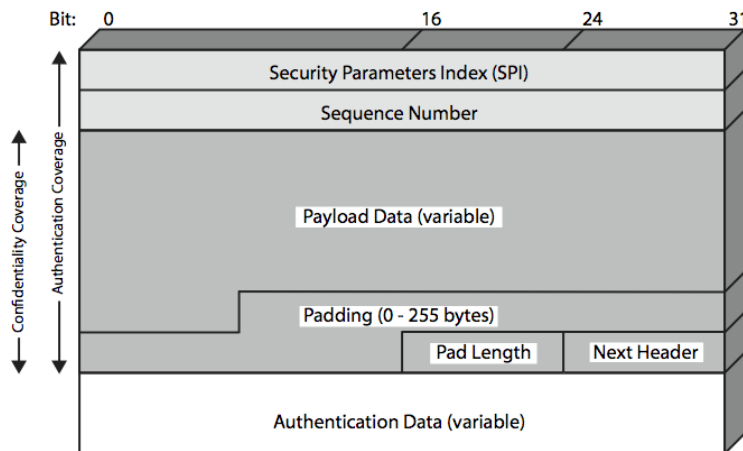 Bit: 0 16 24 31
Security Parameters Index (SPI)
Sequence Number
Confidentiality Coverage
Authentication Coverage
Payload Data (variable)
Padding (0 - 255 bytes)
Pad Length Next Header
Authentication Data (variable)